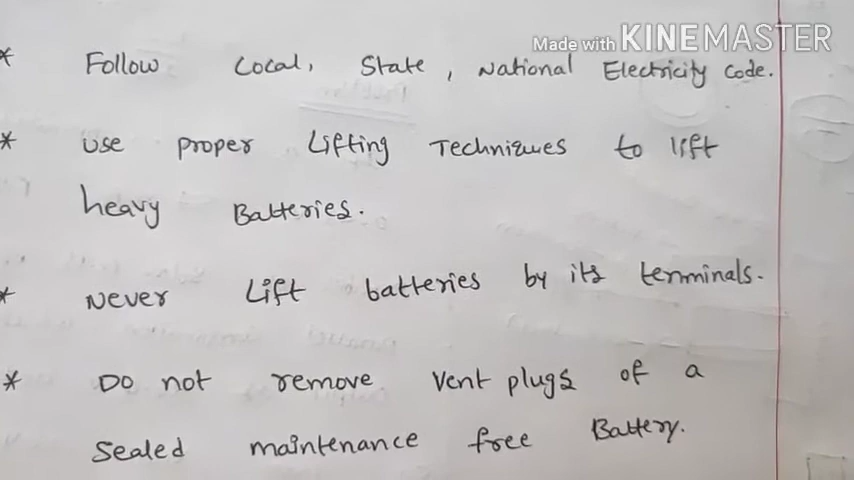 Made with KINEMASTER
* Follow Local, State, National Electricity Code.
* Use proper Lifting Techniques to lift
heavy Batteries.
* Never Lift batteries by its terminals.
* Do not remove vent plugs of a
Sealed maintenance free Battery.